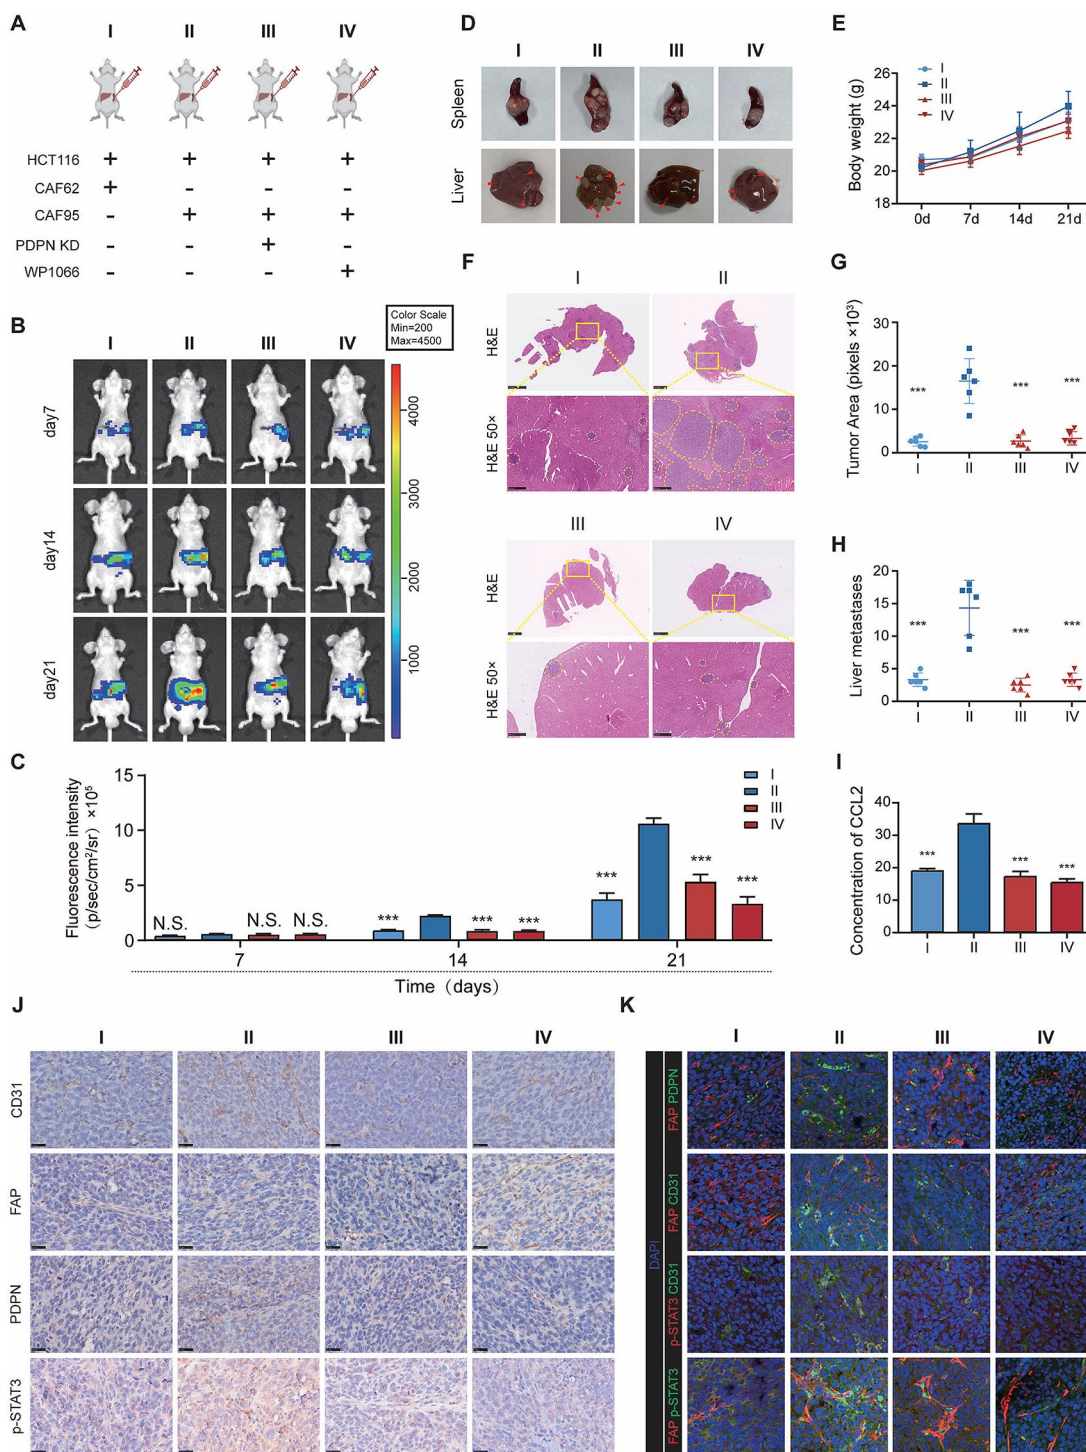 A
I II III IV
HCT116 + + + +
CAF62 + - - -
CAF95 - + + +
PDPN KD - - + -
WP1066 - - - +
B
I II III IV
Color Scale
Min=200
Max=4500
day7
day14
day21
4000
3000
2000
1000
C
Fluorescence intensity
(p/sec/cm²/sr) ×10⁵
15
10
5
0
I
II
III
IV
N.S. N.S. N.S.
*** *** ***
*** *** ***
7 14 21
Time (days)
D
I II III IV
Spleen
Liver
E
Body weight (g)
26
24
22
20
18
I
II
III
IV
0d 7d 14d 21d
F
I II
H&E
H&E 50×
III IV
H&E
H&E 50×
G
Tumor Area (pixels ×10³)
30
20
10
0
*** *** ***
I II III IV
H
Liver metastases
20
15
10
5
0
*** *** ***
I II III IV
I
Concentration of CCL2
40
30
20
10
0
*** *** ***
I II III IV
J
I II III IV
CD31
FAP
PDPN
p-STAT3
K
I II III IV
DAPI
FAP PDPN
FAP CD31
p-STAT3 CD31
FAP p-STAT3